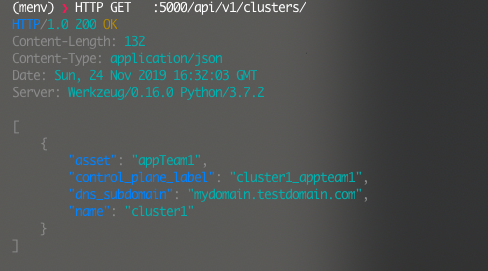 (menv) ❯ HTTP GET   :5000/api/v1/clusters/
HTTP/1.0 200 OK
Content-Length: 132
Content-Type: application/json
Date: Sun, 24 Nov 2019 16:32:03 GMT
Server: Werkzeug/0.16.0 Python/3.7.2
[
    {
        "asset": "appTeam1",
        "control_plane_label": "cluster1_appteam1",
        "dns_subdomain": "mydomain.testdomain.com",
        "name": "cluster1"
    }
]